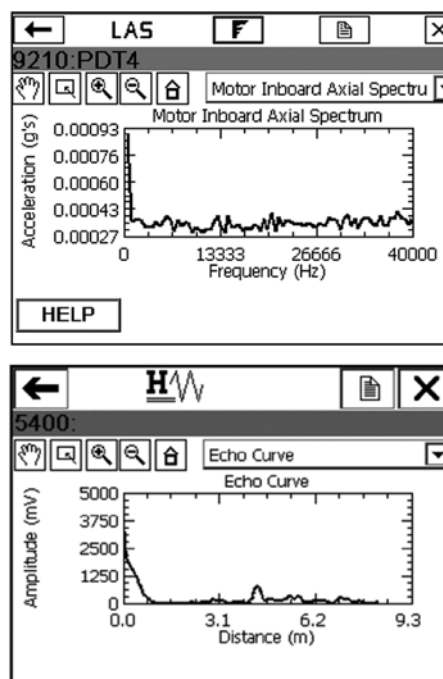 LAS
9210:PDT4
Motor Inboard Axial Spectru
Motor Inboard Axial Spectrum
Acceleration (g's)
0.00093
0.00076
0.00060
0.00043
0.00027
0 13333 26666 40000
Frequency (Hz)
HELP
H
5400:
Echo Curve
Echo Curve
Amplitude (mV)
5000
3750
2500
1250
0
0.0 3.1 6.2 9.3
Distance (m)